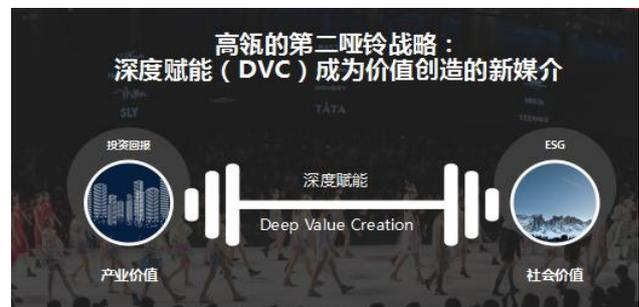 高瓴的第二哑铃战略：
深度赋能（DVC）成为价值创造的新媒介
SLY
TATA
投资回报
ESG
深度赋能
Deep Value Creation
产业价值
社会价值